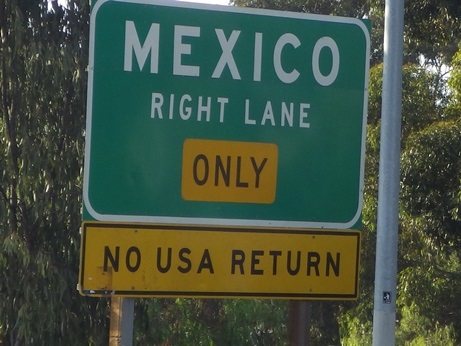 MEXICO
RIGHT LANE
ONLY
NO USA RETURN